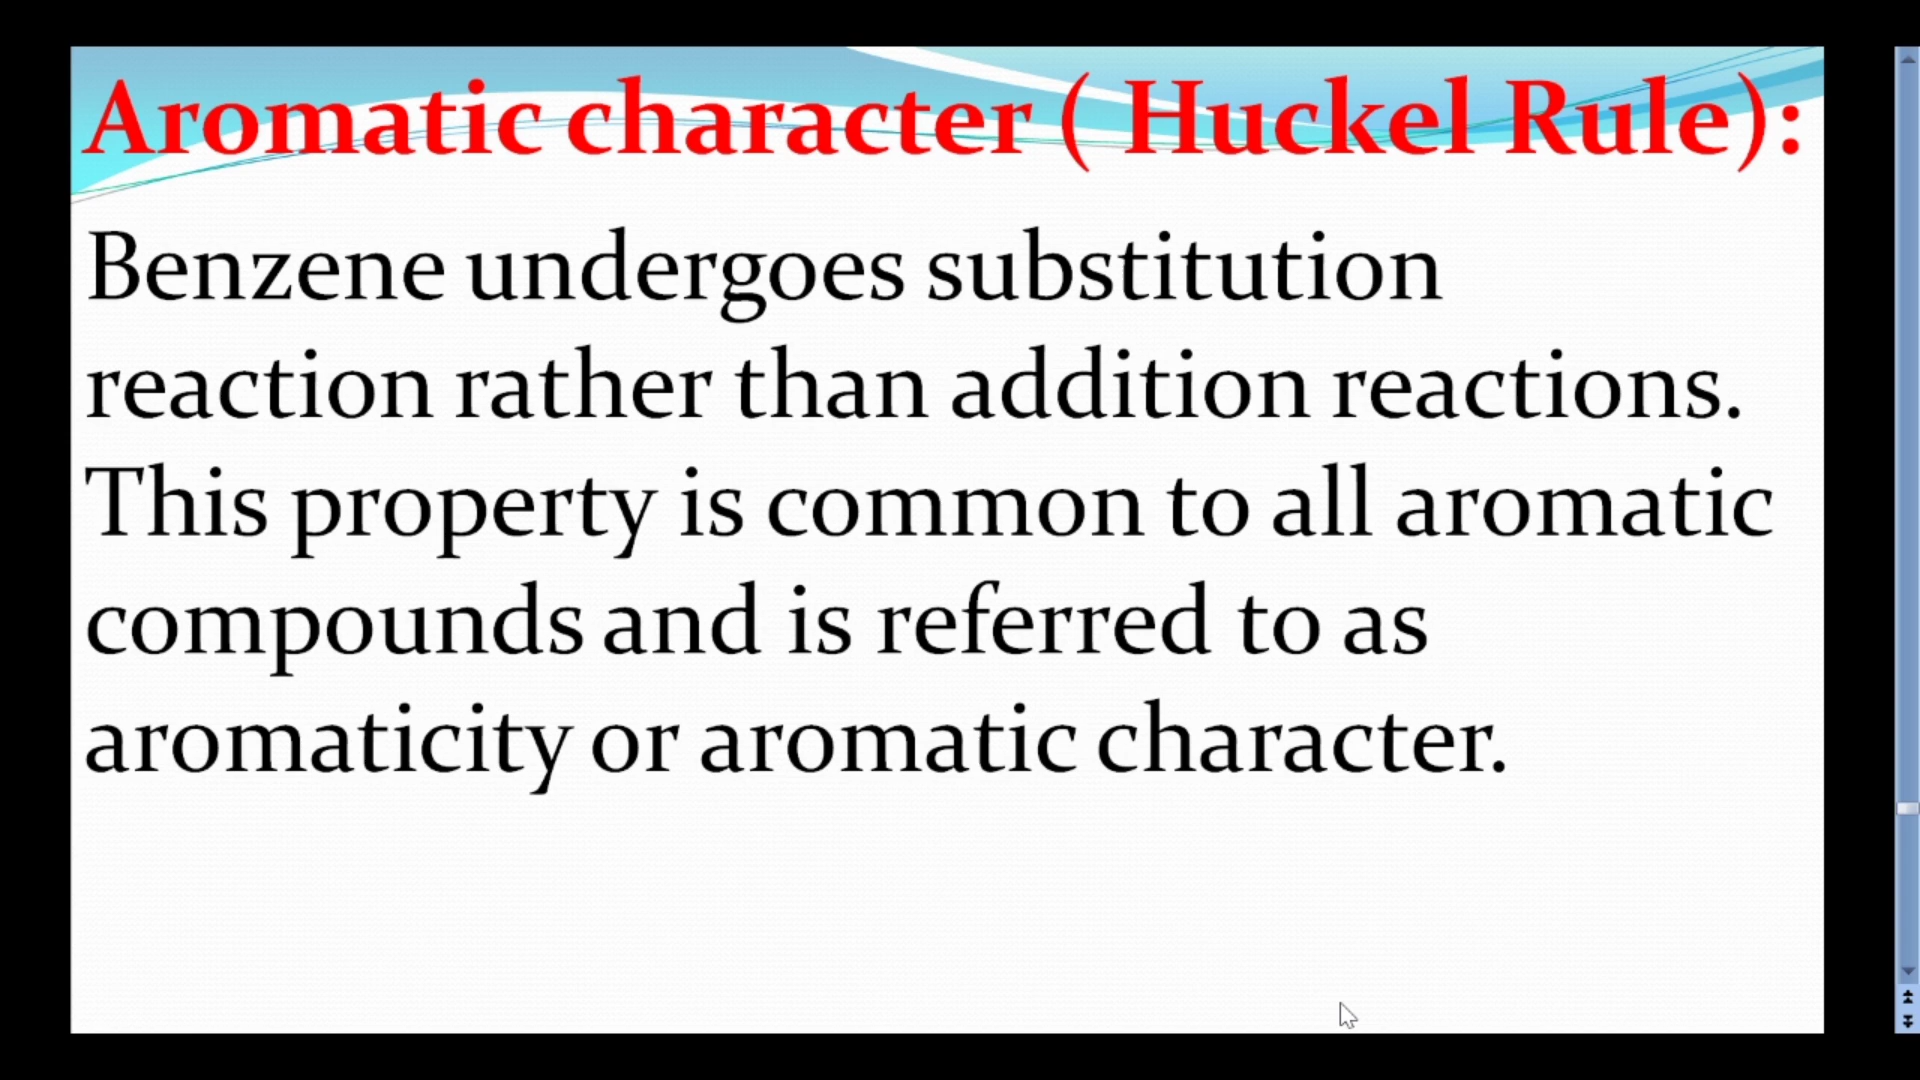 Aromatic character ( Huckel Rule):
Benzene undergoes substitution
reaction rather than addition reactions.
This property is common to all aromatic
compounds and is referred to as
aromaticity or aromatic character.